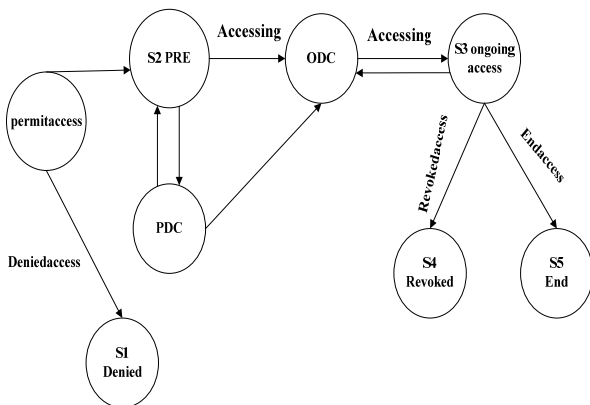 Accessing
Accessing
S2 PRE
ODC
S3 ongoing
access
permitaccess
Revokedaccess
Endaccess
PDC
Deniedaccess
S4
Revoked
S5
End
S1
Denied